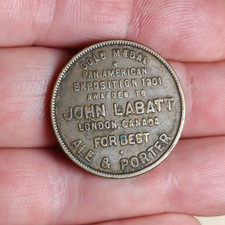 GOLD MEDAL
PAN AMERICAN
EXPOSITION 1901
AWARDED TO
JOHN LABATT
LONDON, CANADA.
FOR BEST
ALE & PORTER